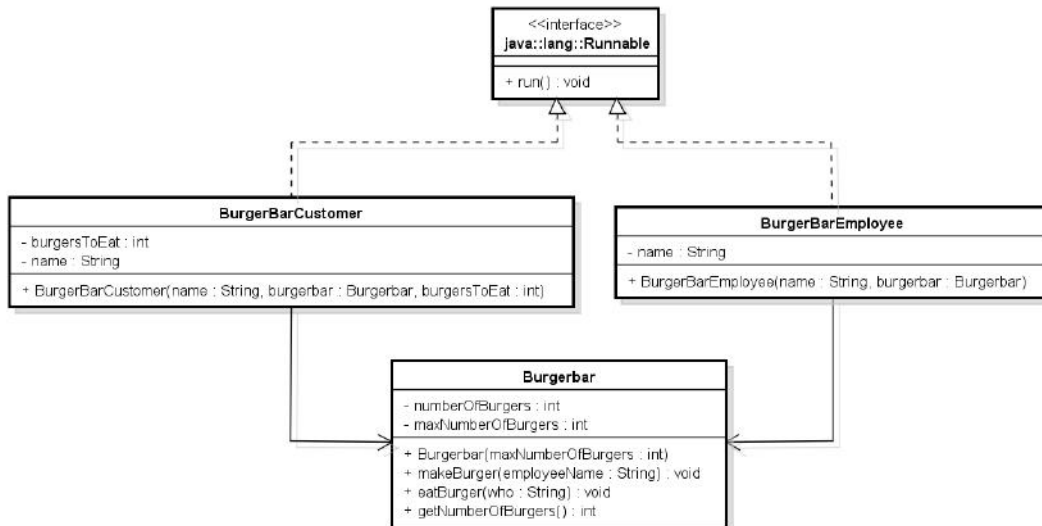 <<interface>>
java::lang::Runnable
+ run() : void
BurgerBarCustomer
- burgersToEat : int
- name : String
+ BurgerBarCustomer(name : String, burgerbar : Burgerbar, burgersToEat : int)
BurgerBarEmployee
- name : String
+ BurgerBarEmployee(name : String, burgerbar : Burgerbar)
Burgerbar
- numberOfBurgers : int
- maxNumberOfBurgers : int
+ Burgerbar(maxNumberOfBurgers : int)
+ makeBurger(employeeName : String) : void
+ eatBurger(who : String) : void
+ getNumberOfBurgers() : int